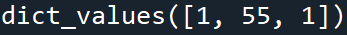 dict_values([1, 55, 1])